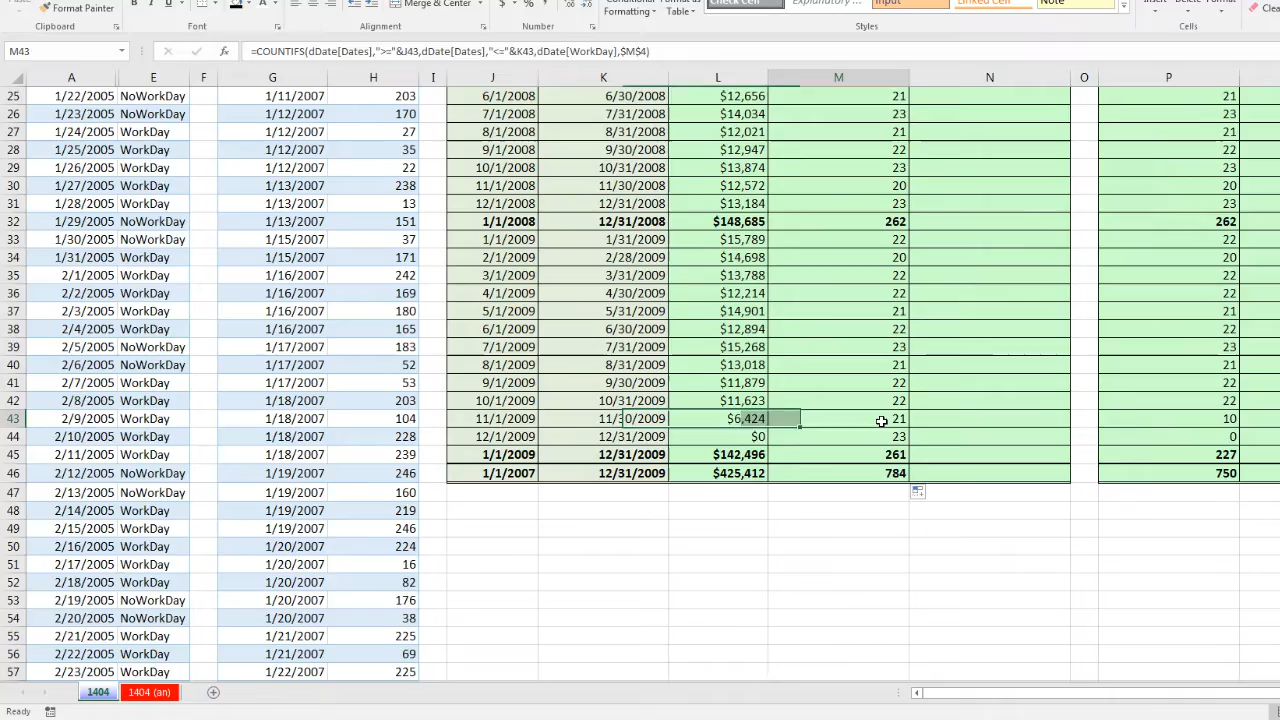 Format Painter
B I U
Merge & Center
$ %
Conditional Format as
Formatting Table
Check Cell Explanatory ... Input Linked Cell Note
Insert Delete Format
Clear
Clipboard Font Alignment Number Styles Cells
M43 fx =COUNTIFS(dDate[Dates],">="&J43,dDate[Dates],"<="&K43,dDate[WorkDay],$M$4)
A E F G H I J K L M N O P
25 1/22/2005 NoWorkDay 1/11/2007 203 6/1/2008 6/30/2008 $12,656 21 21
26 1/23/2005 NoWorkDay 1/12/2007 170 7/1/2008 7/31/2008 $14,034 23 23
27 1/24/2005 WorkDay 1/12/2007 27 8/1/2008 8/31/2008 $12,021 21 21
28 1/25/2005 WorkDay 1/12/2007 35 9/1/2008 9/30/2008 $12,947 22 22
29 1/26/2005 WorkDay 1/12/2007 22 10/1/2008 10/31/2008 $13,874 23 23
30 1/27/2005 WorkDay 1/13/2007 238 11/1/2008 11/30/2008 $12,572 20 20
31 1/28/2005 WorkDay 1/13/2007 13 12/1/2008 12/31/2008 $13,184 23 23
32 1/29/2005 NoWorkDay 1/13/2007 151 1/1/2008 12/31/2008 $148,685 262 262
33 1/30/2005 NoWorkDay 1/15/2007 37 1/1/2009 1/31/2009 $15,789 22 22
34 1/31/2005 WorkDay 1/15/2007 171 2/1/2009 2/28/2009 $14,698 20 20
35 2/1/2005 WorkDay 1/16/2007 242 3/1/2009 3/31/2009 $13,788 22 22
36 2/2/2005 WorkDay 1/16/2007 169 4/1/2009 4/30/2009 $12,214 22 22
37 2/3/2005 WorkDay 1/16/2007 180 5/1/2009 5/31/2009 $14,901 21 21
38 2/4/2005 WorkDay 1/16/2007 165 6/1/2009 6/30/2009 $12,894 22 22
39 2/5/2005 NoWorkDay 1/17/2007 183 7/1/2009 7/31/2009 $15,268 23 23
40 2/6/2005 NoWorkDay 1/17/2007 52 8/1/2009 8/31/2009 $13,018 21 21
41 2/7/2005 WorkDay 1/17/2007 53 9/1/2009 9/30/2009 $11,879 22 22
42 2/8/2005 WorkDay 1/17/2007 203 10/1/2009 10/31/2009 $11,623 22 22
43 2/9/2005 WorkDay 1/18/2007 104 11/1/2009 11/30/2009 $6,424 21 10
44 2/10/2005 WorkDay 1/18/2007 228 12/1/2009 12/31/2009 $0 23 0
45 2/11/2005 WorkDay 1/18/2007 239 1/1/2009 12/31/2009 $142,496 261 227
46 2/12/2005 NoWorkDay 1/19/2007 246 1/1/2007 12/31/2009 $425,412 784 750
47 2/13/2005 NoWorkDay 1/19/2007 160
48 2/14/2005 WorkDay 1/19/2007 219
49 2/15/2005 WorkDay 1/19/2007 246
50 2/16/2005 WorkDay 1/20/2007 224
51 2/17/2005 WorkDay 1/20/2007 16
52 2/18/2005 WorkDay 1/20/2007 82
53 2/19/2005 NoWorkDay 1/20/2007 176
54 2/20/2005 NoWorkDay 1/20/2007 38
55 2/21/2005 WorkDay 1/21/2007 225
56 2/22/2005 WorkDay 1/21/2007 69
57 2/23/2005 WorkDay 1/22/2007 225
1404 1404 (an)
Ready